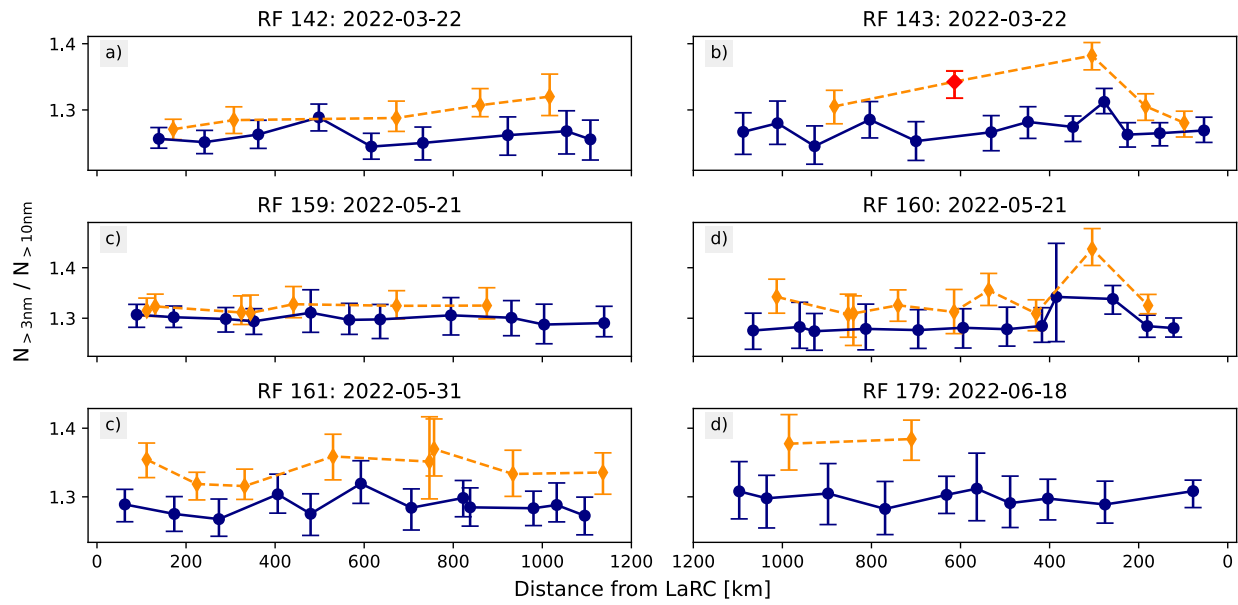 RF 142: 2022-03-22
RF 143: 2022-03-22
a)
b)
1.4
1.3
RF 159: 2022-05-21
RF 160: 2022-05-21
c)
d)
1.4
1.3
N > 3nm / N > 10nm
RF 161: 2022-05-31
RF 179: 2022-06-18
c)
d)
1.4
1.3
0 200 400 600 800 1000 1200
1200 1000 800 600 400 200 0
Distance from LaRC [km]